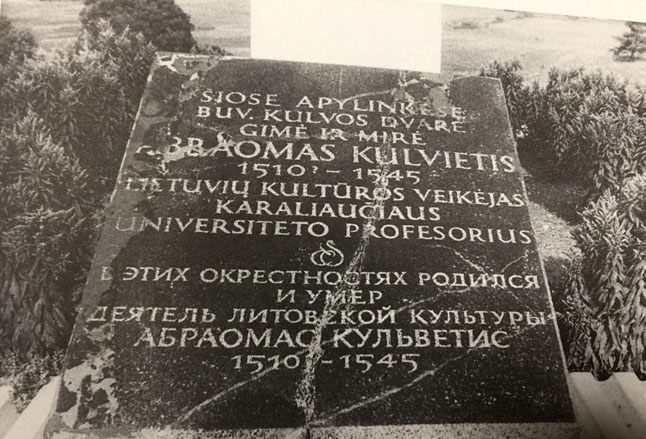 ŠIOSE APYLINKĖSE
BUV. KULVOS DVARE
GIMĖ IR MIRĖ
ABRAOMAS KULVIETIS
1510? – 1545
LIETUVIŲ KULTŪROS VEIKĖJAS
KARALIAUČIAUS
UNIVERSITETO PROFESORIUS
В ЭТИХ ОКРЕСТНОСТЯХ РОДИЛСЯ
И УМЕР
ДЕЯТЕЛЬ ЛИТОВСКОЙ КУЛЬТУРЫ
АБРАОМАС КУЛЬВЕТИС
1510? – 1545